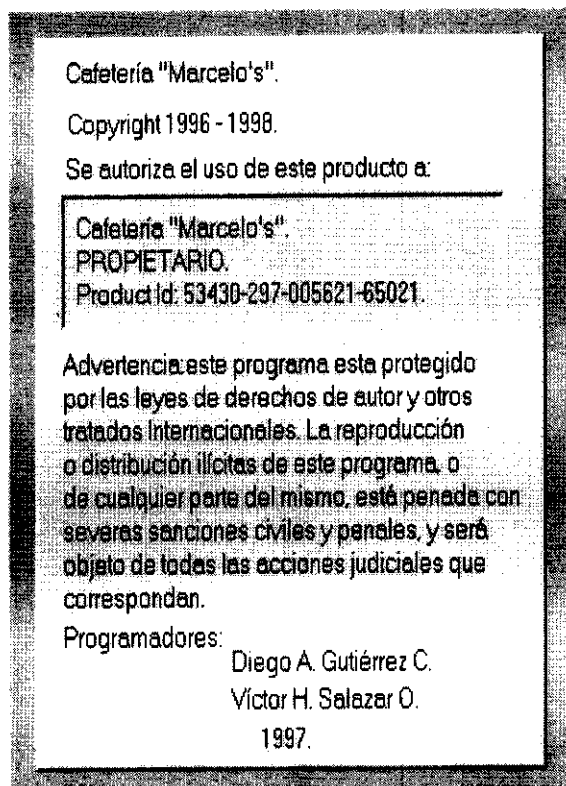 Cafetería "Marcelo's".
Copyright 1996 - 1998.
Se autoriza el uso de este producto a:
Cafetería "Marcelo's".
PROPIETARIO.
Product Id: 53430-297-005621-65021.
Advertencia:este programa esta protegido
por las leyes de derechos de autor y otros
tratados Internacionales. La reproducción
o distribución ilícitas de este programa, o
de cualquier parte del mismo, está penada con
severas sanciones civiles y penales, y será
objeto de todas las acciones judiciales que
correspondan.
Programadores:
Diego A. Gutiérrez C.
Víctor H. Salazar O.
1997.